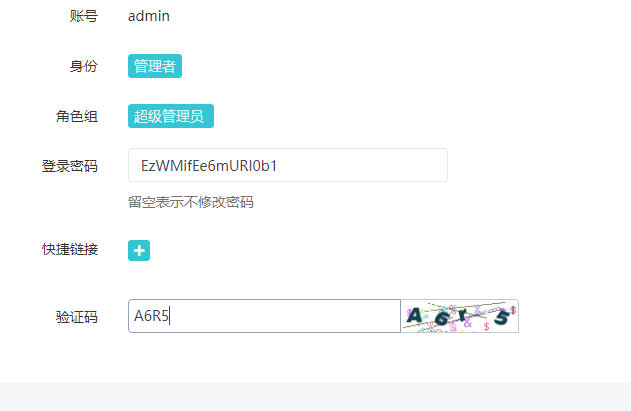 账号 admin
身份 管理者
角色组 超级管理员
登录密码 EzWMifEe6mURI0b1
留空表示不修改密码
快捷链接
验证码 A6R5 A6r5